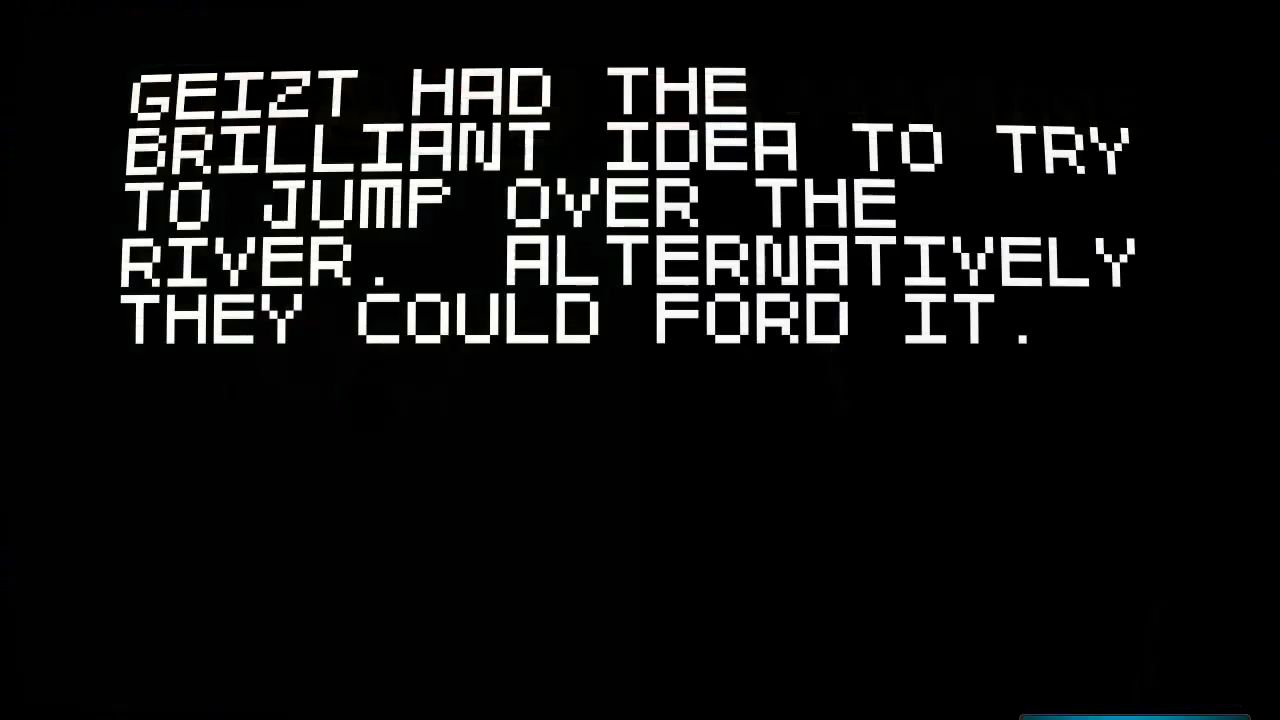 GEIZT HAD THE
BRILLIANT IDEA TO TRY
TO JUMP OVER THE
RIVER. ALTERNATIVELY
THEY COULD FORD IT.